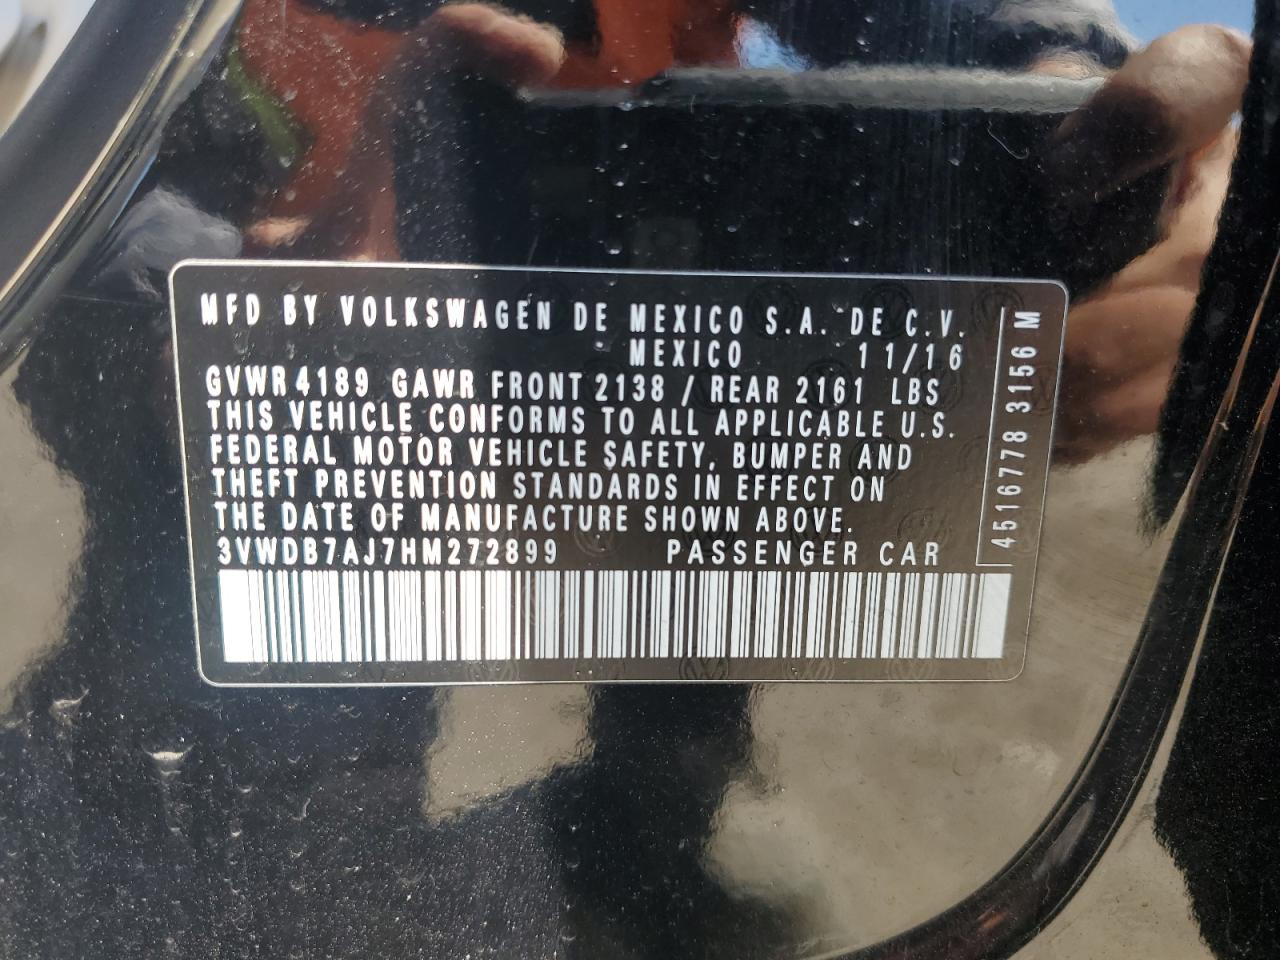 MFD BY VOLKSWAGEN DE MEXICO S.A. DE C.V.
MEXICO 11/16
GVWR 4189 GAWR FRONT 2138 / REAR 2161 LBS
THIS VEHICLE CONFORMS TO ALL APPLICABLE U.S.
FEDERAL MOTOR VEHICLE SAFETY, BUMPER AND
THEFT PREVENTION STANDARDS IN EFFECT ON
THE DATE OF MANUFACTURE SHOWN ABOVE.
3VWDB7AJ7HM272899 PASSENGER CAR
4516778 3156 M